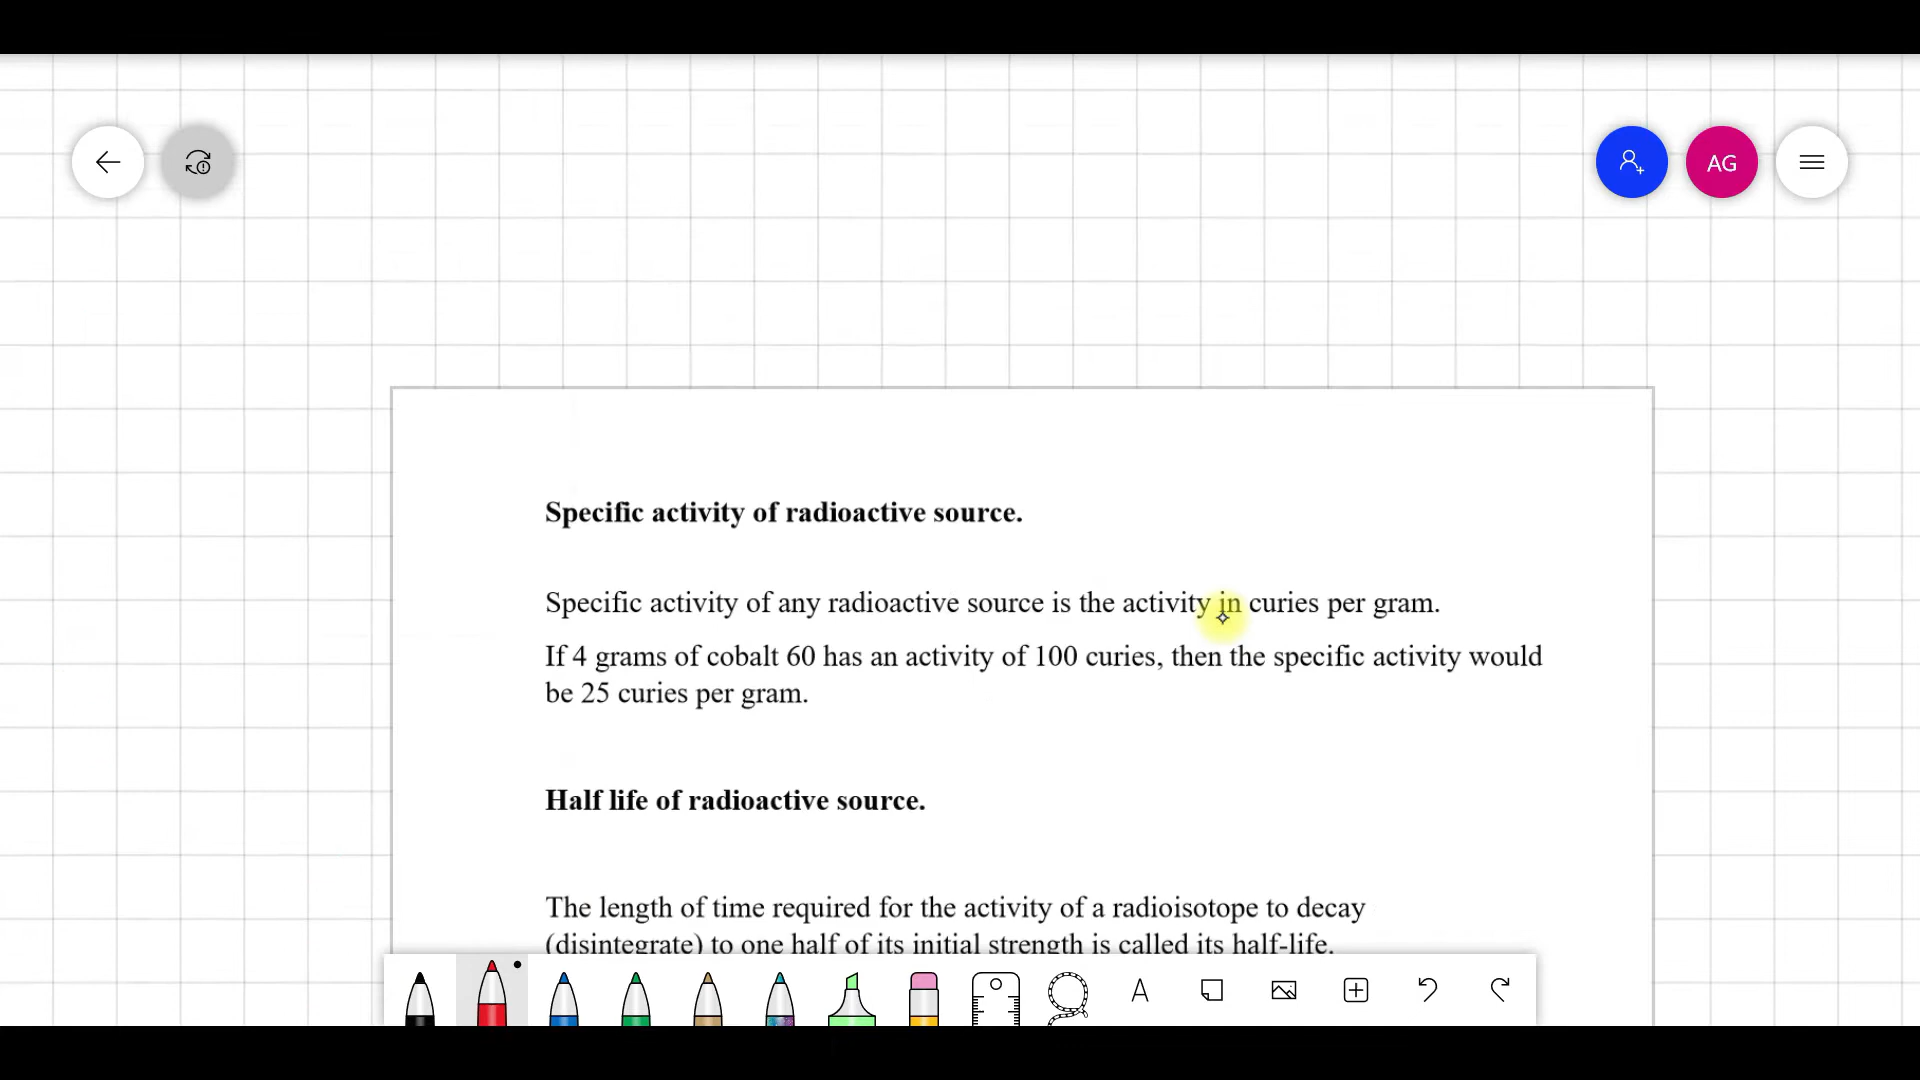 AG
Specific activity of radioactive source.
Specific activity of any radioactive source is the activity in curies per gram.
If 4 grams of cobalt 60 has an activity of 100 curies, then the specific activity would
be 25 curies per gram.
Half life of radioactive source.
The length of time required for the activity of a radioisotope to decay
(disintegrate) to one half of its initial strength is called its half-life.